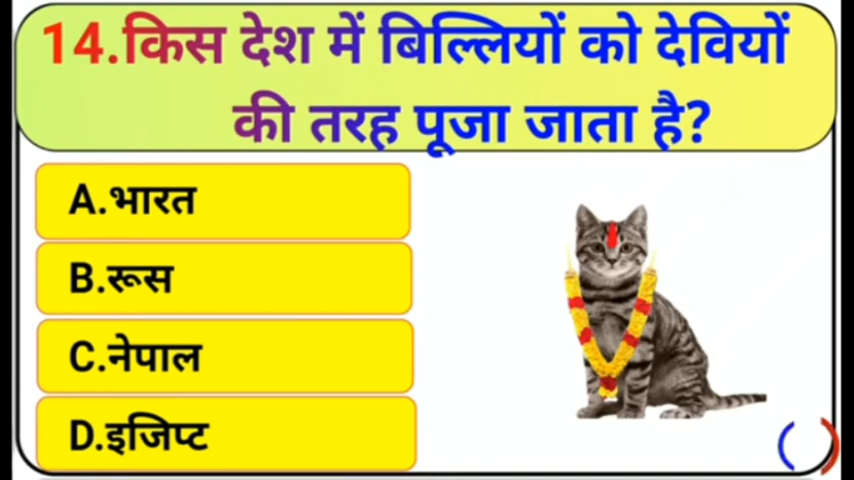 14.किस देश में बिल्लियों को देवियों
की तरह पूजा जाता है?
A.भारत
B.रूस
C.नेपाल
D.इजिप्ट